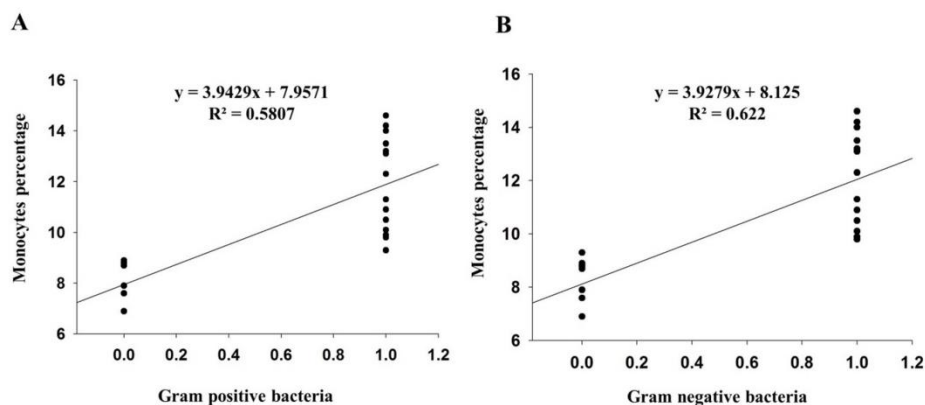 A
y = 3.9429x + 7.9571
R² = 0.5807
Monocytes percentage
16
14
12
10
8
6
0.0 0.2 0.4 0.6 0.8 1.0 1.2
Gram positive bacteria
B
y = 3.9279x + 8.125
R² = 0.622
Monocytes percentage
16
14
12
10
8
6
0.0 0.2 0.4 0.6 0.8 1.0 1.2
Gram negative bacteria